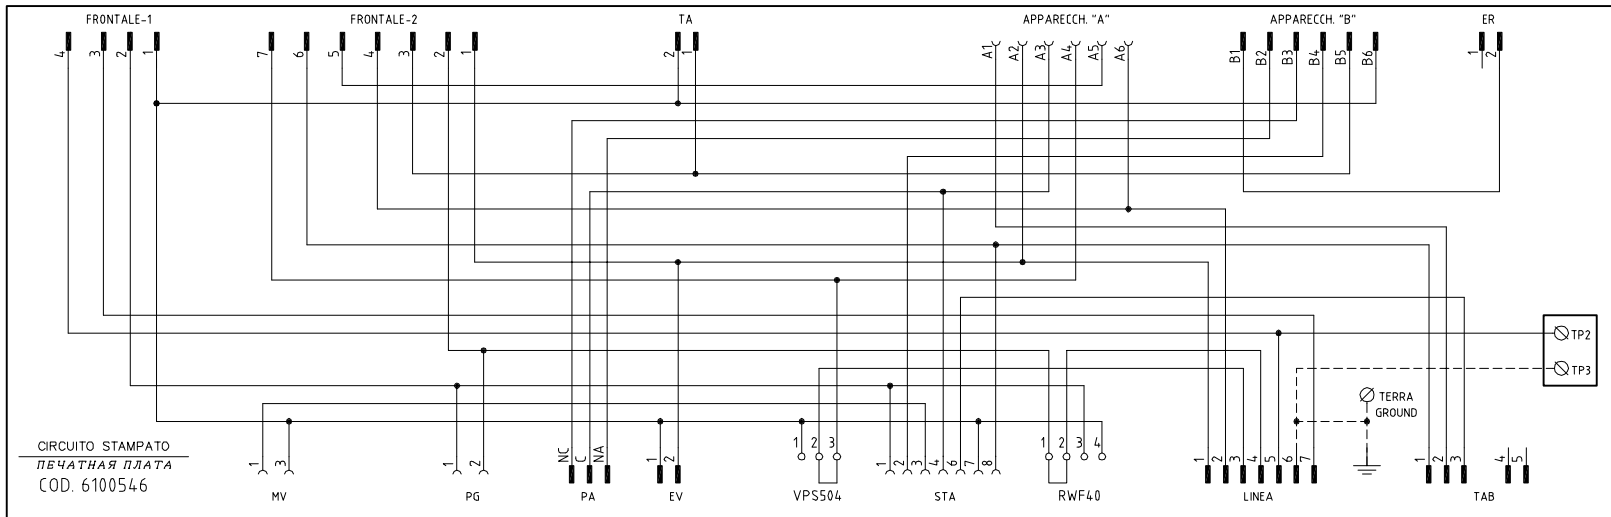 FRONTALE-1 FRONTALE-2 TA APPARECCH. "A" APPARECCH. "B" ER
4 3 2 1 7 6 5 4 3 2 1 2 1 A1 A2 A3 A4 A5 A6 B1 B2 B3 B4 B5 B6 1 2
TP2
TP3
TERRA
GROUND
CIRCUITO STAMPATO
ПЕЧАТНАЯ ПЛАТА
COD. 6100546
1 3 1 2 NC C NA 1 2 1 2 3 1 2 3 4 5 6 7 8 1 2 3 4 1 2 3 4 5 6 7 1 2 3 4 5
MV PG PA EV VPS504 STA RWF40 LINEA TAB